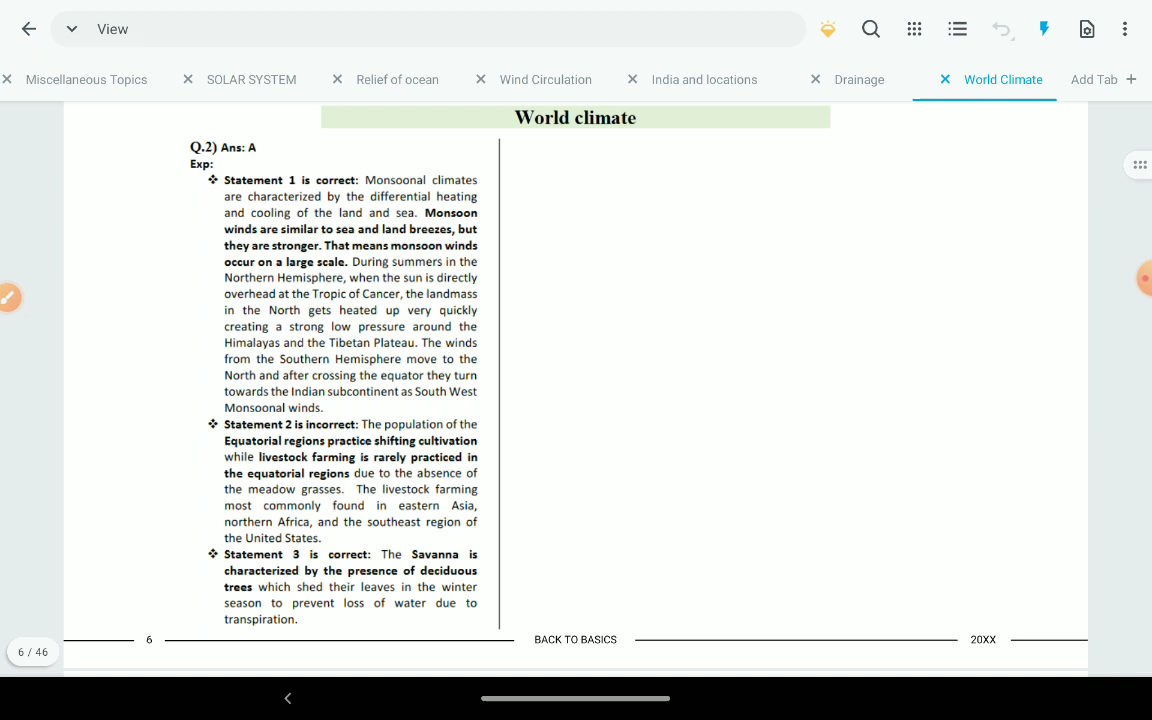 View
Miscellaneous Topics
SOLAR SYSTEM
Relief of ocean
Wind Circulation
India and locations
Drainage
World Climate
Add Tab +
World climate
Q.2) Ans: A
Exp:
❖ Statement 1 is correct: Monsoonal climates
are characterized by the differential heating
and cooling of the land and sea. Monsoon
winds are similar to sea and land breezes, but
they are stronger. That means monsoon winds
occur on a large scale. During summers in the
Northern Hemisphere, when the sun is directly
overhead at the Tropic of Cancer, the landmass
in the North gets heated up very quickly
creating a strong low pressure around the
Himalayas and the Tibetan Plateau. The winds
from the Southern Hemisphere move to the
North and after crossing the equator they turn
towards the Indian subcontinent as South West
Monsoonal winds.
❖ Statement 2 is incorrect: The population of the
Equatorial regions practice shifting cultivation
while livestock farming is rarely practiced in
the equatorial regions due to the absence of
the meadow grasses. The livestock farming
most commonly found in eastern Asia,
northern Africa, and the southeast region of
the United States.
❖ Statement 3 is correct: The Savanna is
characterized by the presence of deciduous
trees which shed their leaves in the winter
season to prevent loss of water due to
transpiration.
6
BACK TO BASICS
20XX
6 / 46